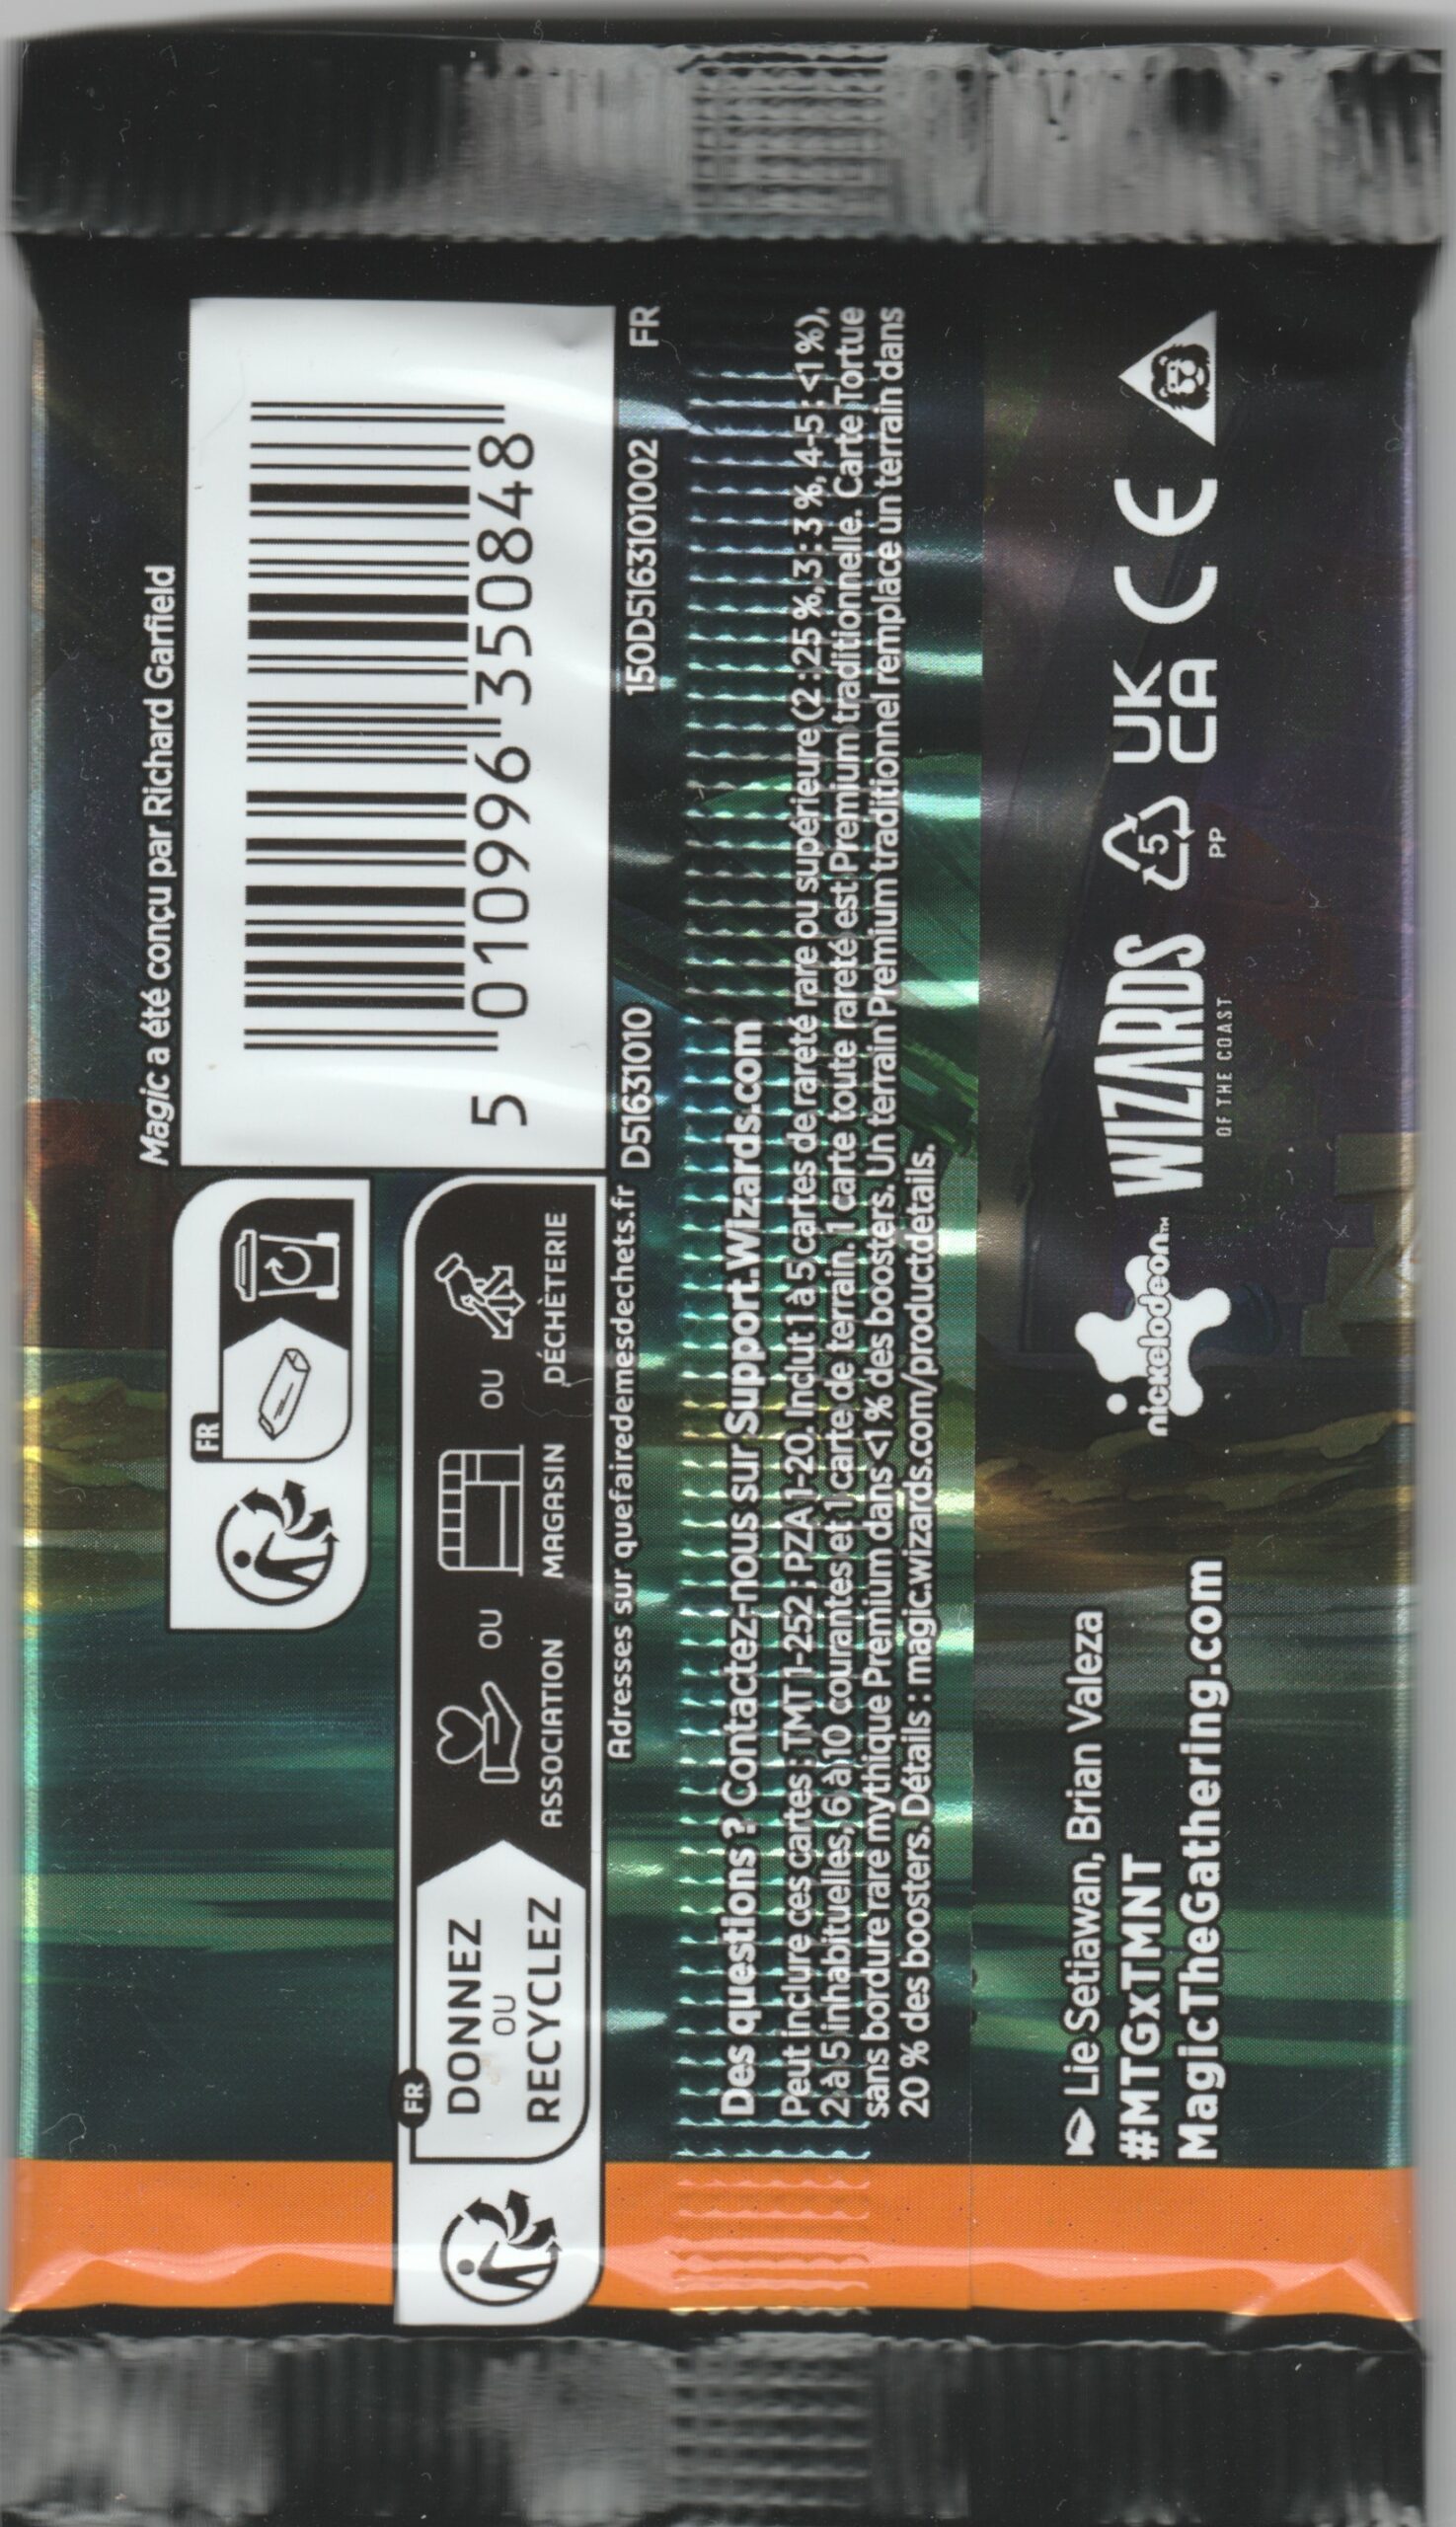 Magic a été conçu par Richard Garfield
5 010996 350848
FR
FR
DONNEZ
OU
RECYCLEZ
ASSOCIATION
OU
MAGASIN
OU
DÉCHÈTERIE
Adresses sur quefairedemesdechets.fr
D51631010
150D516310100​2
FR
Des questions ? Contactez-nous sur Support.Wizards.com
Peut inclure ces cartes : TMT 1-252 ; PZA 1-20. Inclut 1 à 5 cartes de rareté rare ou supérieure (2 : 25 %, 3 : 3 %, 4-5 : <1 %),
2 à 5 inhabituelles, 6 à 10 courantes et 1 carte de terrain. 1 carte toute rareté est Premium traditionnelle. Carte Tortue
sans bordure rare mythique Premium dans <1 % des boosters. Un terrain Premium traditionnel remplace un terrain dans
20 % des boosters. Détails : magic.wizards.com/productdetails.
Lie Setiawan, Brian Valeza
#MTGxTMNT
MagicTheGathering.com
nickelodeon™
WIZARDS
OF THE COAST
5
PP
UK
CA
CE